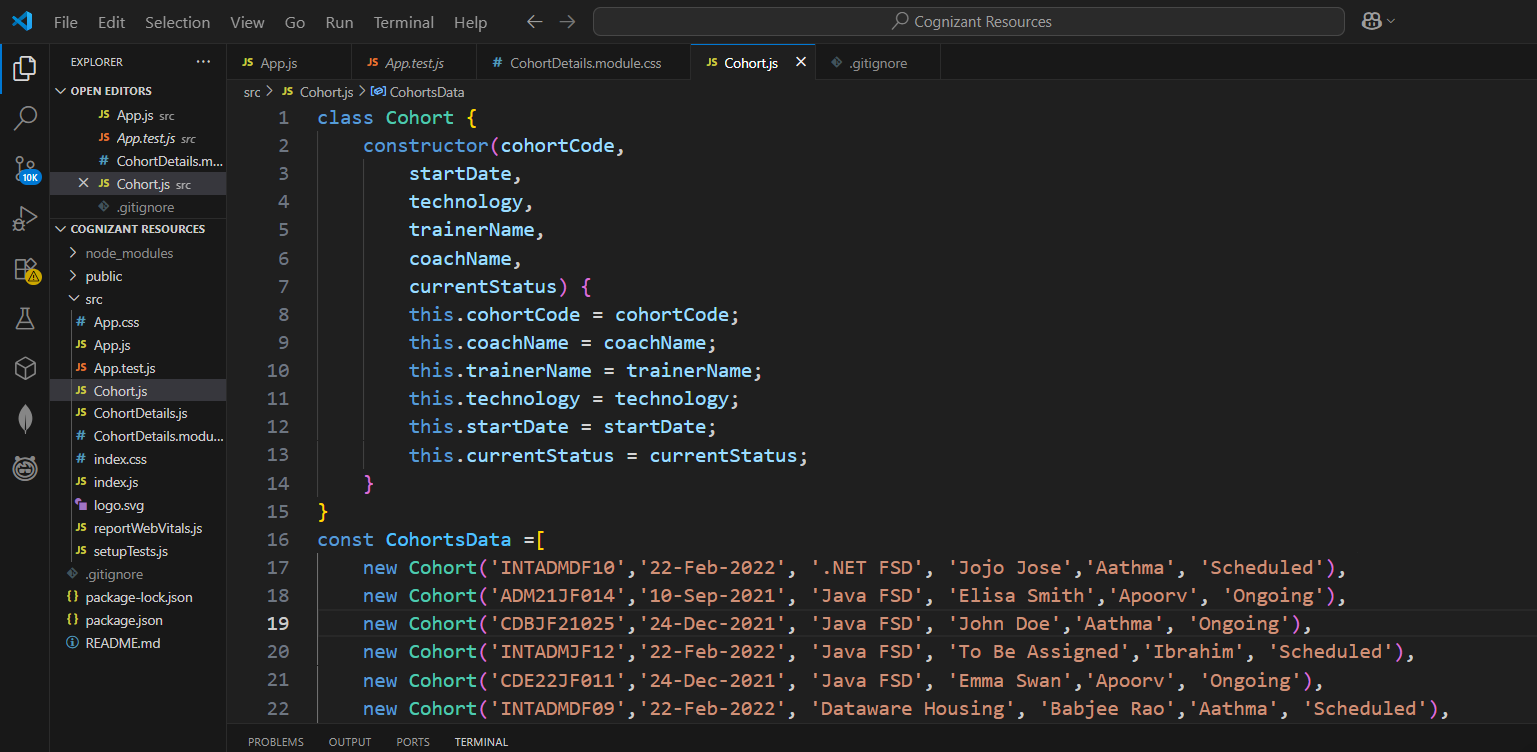 File Edit Selection View Go Run Terminal Help
Cognizant Resources
EXPLORER
OPEN EDITORS
JS App.js src
JS App.test.js src
# CohortDetails.m...
JS Cohort.js src
.gitignore
COGNIZANT RESOURCES
node_modules
public
src
# App.css
JS App.js
JS App.test.js
JS Cohort.js
JS CohortDetails.js
# CohortDetails.modu...
# index.css
JS index.js
logo.svg
JS reportWebVitals.js
JS setupTests.js
.gitignore
{} package-lock.json
{} package.json
README.md
10K
JS App.js JS App.test.js # CohortDetails.module.css JS Cohort.js .gitignore
src > JS Cohort.js > CohortsData
1 class Cohort {
2 constructor(cohortCode,
3 startDate,
4 technology,
5 trainerName,
6 coachName,
7 currentStatus) {
8 this.cohortCode = cohortCode;
9 this.coachName = coachName;
10 this.trainerName = trainerName;
11 this.technology = technology;
12 this.startDate = startDate;
13 this.currentStatus = currentStatus;
14 }
15 }
16 const CohortsData =[
17 new Cohort('INTADMDF10','22-Feb-2022', '.NET FSD', 'Jojo Jose','Aathma', 'Scheduled'),
18 new Cohort('ADM21JF014','10-Sep-2021', 'Java FSD', 'Elisa Smith','Apoorv', 'Ongoing'),
19 new Cohort('CDBJF21025','24-Dec-2021', 'Java FSD', 'John Doe','Aathma', 'Ongoing'),
20 new Cohort('INTADMJF12','22-Feb-2022', 'Java FSD', 'To Be Assigned','Ibrahim', 'Scheduled'),
21 new Cohort('CDE22JF011','24-Dec-2021', 'Java FSD', 'Emma Swan','Apoorv', 'Ongoing'),
22 new Cohort('INTADMDF09','22-Feb-2022', 'Dataware Housing', 'Babjee Rao','Aathma', 'Scheduled'),
PROBLEMS OUTPUT PORTS TERMINAL